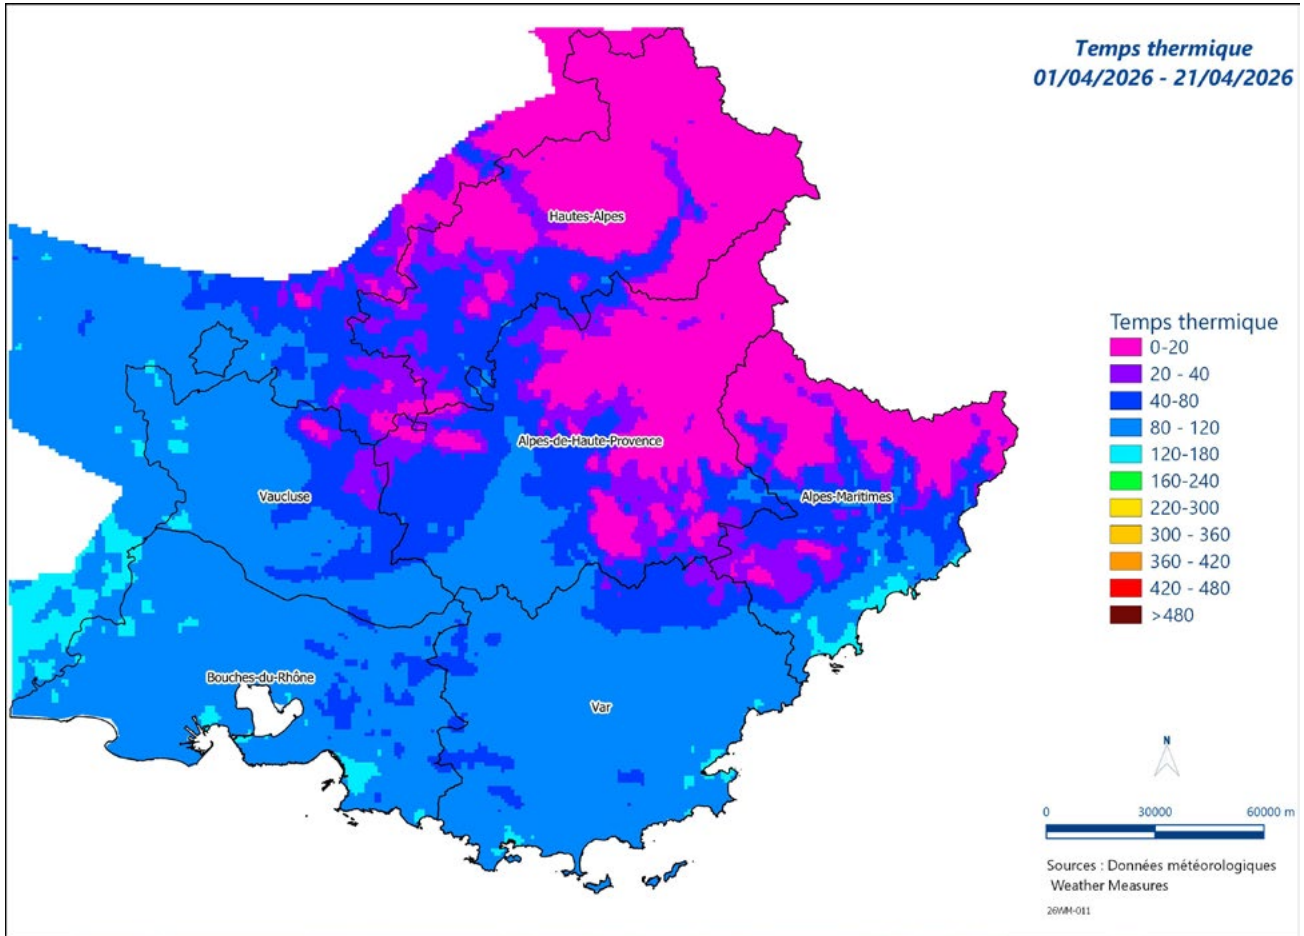 Temps thermique
01/04/2026 - 21/04/2026
Hautes-Alpes
Alpes-de-Haute-Provence
Vaucluse
Alpes-Maritimes
Bouches-du-Rhône
Var
Temps thermique
0-20
20 - 40
40-80
80 - 120
120-180
160-240
220-300
300 - 360
360 - 420
420 - 480
>480
N
0 30000 60000 m
Sources : Données météorologiques
Weather Measures
26WM-011